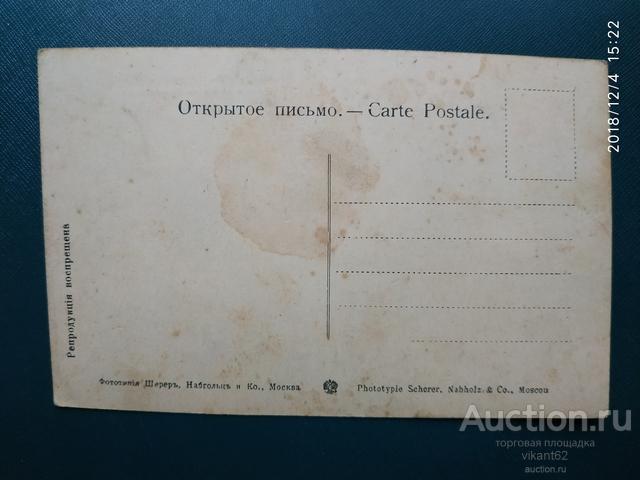 Открытое письмо. — Carte Postale.
Репродукція воспрещена
Фототипія Шереръ, Набгольцъ и Ко., Москва
Phototypie Scherer, Nabholz & Co., Moscou
2018/12/4 15:22
Auction.ru
торговая площадка
vikant62
auction.ru